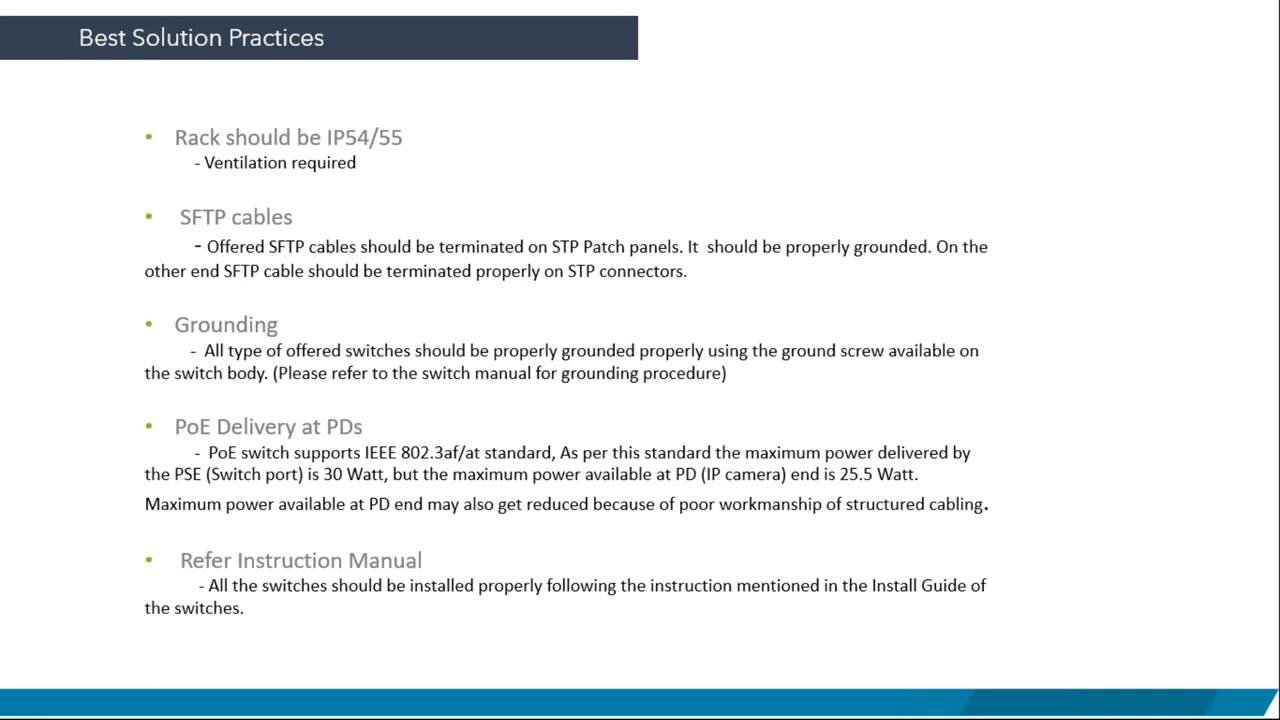 Best Solution Practices
• Rack should be IP54/55
- Ventilation required
• SFTP cables
- Offered SFTP cables should be terminated on STP Patch panels. It should be properly grounded. On the
other end SFTP cable should be terminated properly on STP connectors.
• Grounding
- All type of offered switches should be properly grounded properly using the ground screw available on
the switch body. (Please refer to the switch manual for grounding procedure)
• PoE Delivery at PDs
- PoE switch supports IEEE 802.3af/at standard, As per this standard the maximum power delivered by
the PSE (Switch port) is 30 Watt, but the maximum power available at PD (IP camera) end is 25.5 Watt.
Maximum power available at PD end may also get reduced because of poor workmanship of structured cabling.
• Refer Instruction Manual
- All the switches should be installed properly following the instruction mentioned in the Install Guide of
the switches.